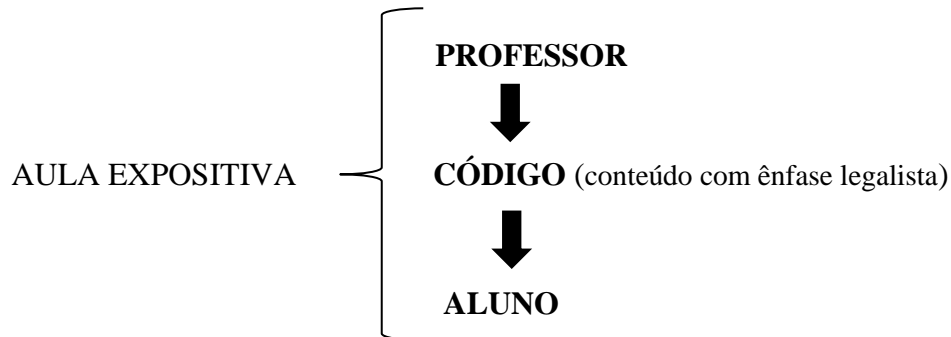 PROFESSOR
AULA EXPOSITIVA
CÓDIGO (conteúdo com ênfase legalista)
ALUNO